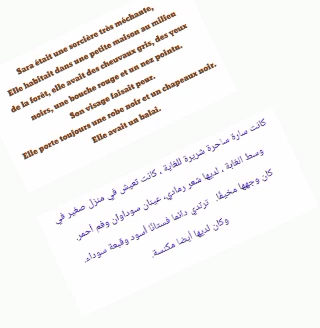 Sara était une sorcière très méchante,
Elle habitait dans une petite maison au milieu
de la forêt, elle avait des cheuvaux gris, des yeux
noirs, une bouche rouge et un nez pointu.
Son visage faisait peur.
Elle porte toujours une robe noir et un chapeaux noir.
Elle avait un balai.
كانت سارة ساحرة شريرة للغاية ، كانت تعيش في منزل صغير في
وسط الغابة ، لديها شعر رمادي، عينان سوداوان وفم أحمر.
كان وجهها مخيفًا. ترتدي دائما فستانًا أسود وقبعة سوداء.
وكان لديها أيضا مكنسة.